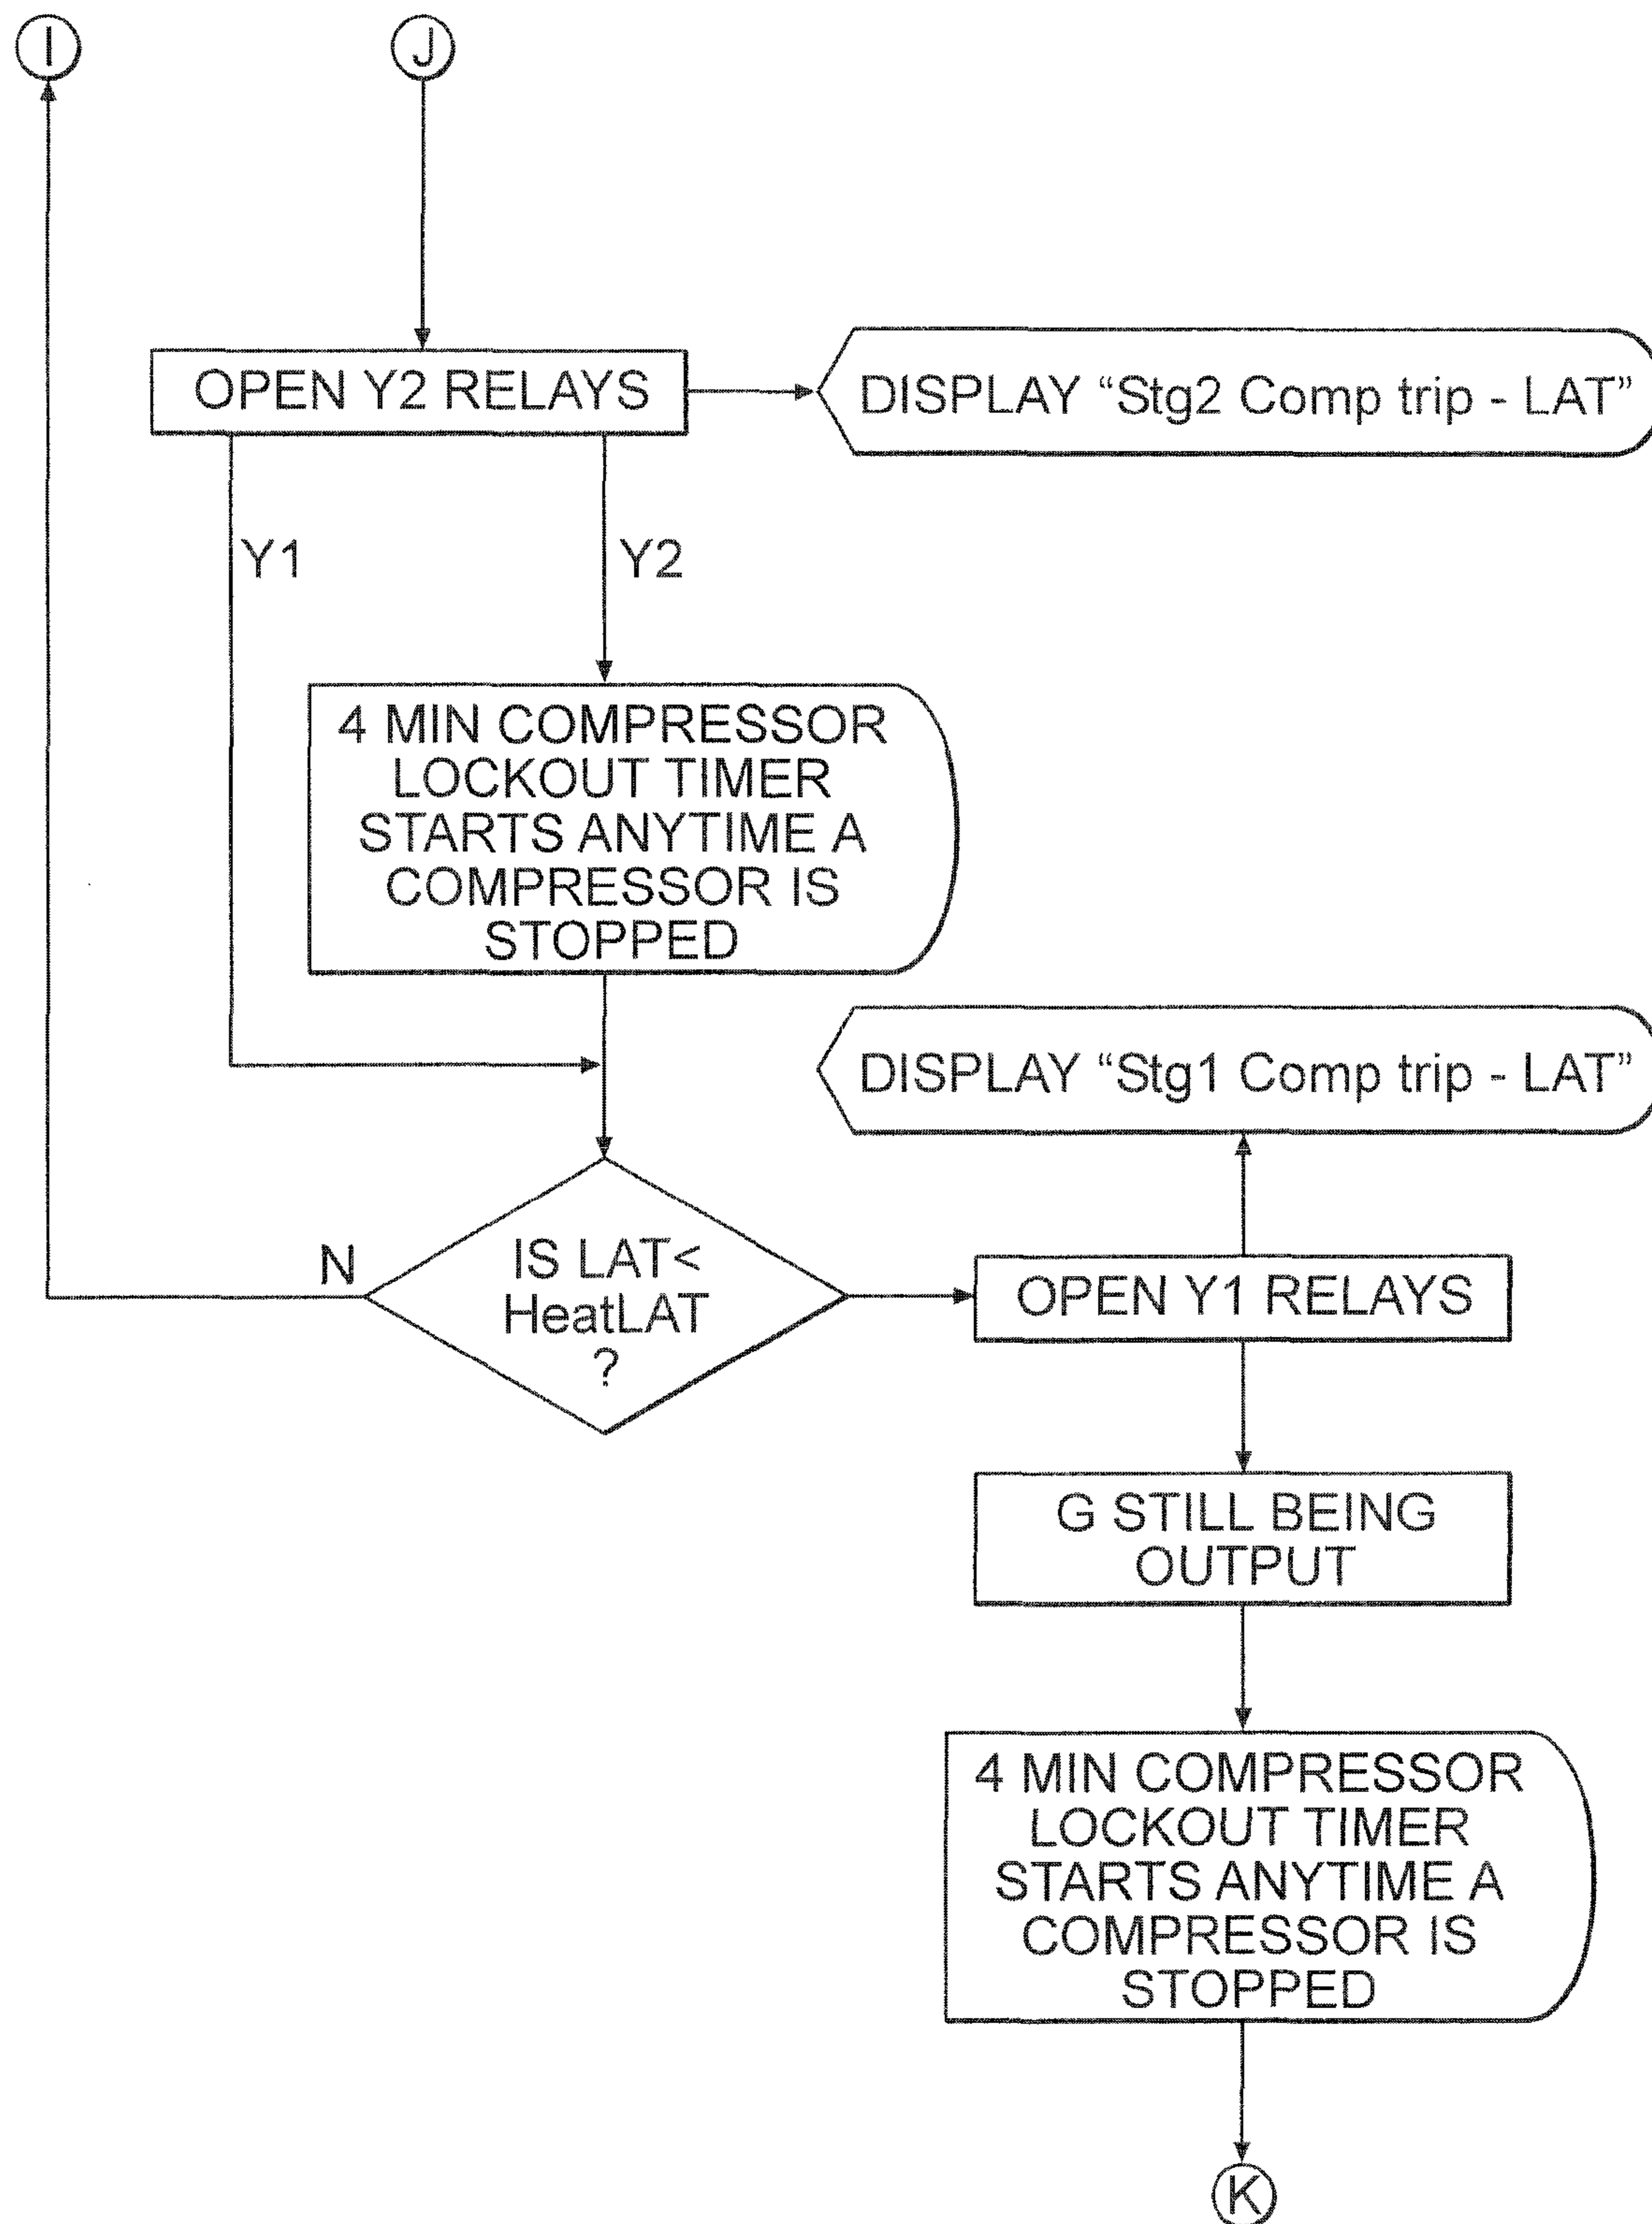 I
J
OPEN Y2 RELAYS
DISPLAY “Stg2 Comp trip - LAT”
Y1
Y2
4 MIN COMPRESSOR
LOCKOUT TIMER
STARTS ANYTIME A
COMPRESSOR IS
STOPPED
DISPLAY “Stg1 Comp trip - LAT”
N
IS LAT<
HeatLAT
?
OPEN Y1 RELAYS
G STILL BEING
OUTPUT
4 MIN COMPRESSOR
LOCKOUT TIMER
STARTS ANYTIME A
COMPRESSOR IS
STOPPED
K